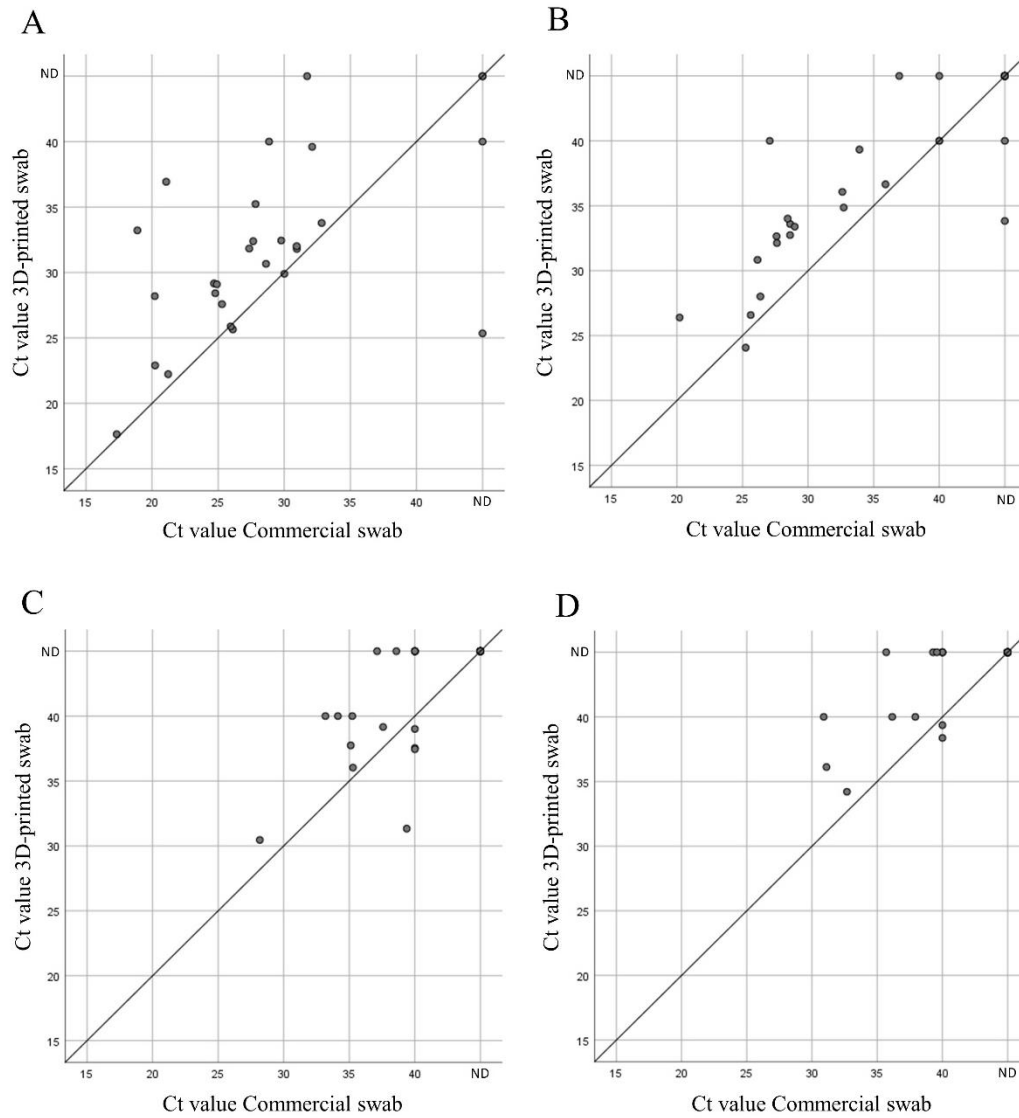 A
ND
40
35
30
25
20
15
Ct value 3D-printed swab
15 20 25 30 35 40 ND
Ct value Commercial swab
B
ND
40
35
30
25
20
15
Ct value 3D-printed swab
15 20 25 30 35 40 ND
Ct value Commercial swab
C
ND
40
35
30
25
20
15
Ct value 3D-printed swab
15 20 25 30 35 40 ND
Ct value Commercial swab
D
ND
40
35
30
25
20
15
Ct value 3D-printed swab
15 20 25 30 35 40 ND
Ct value Commercial swab